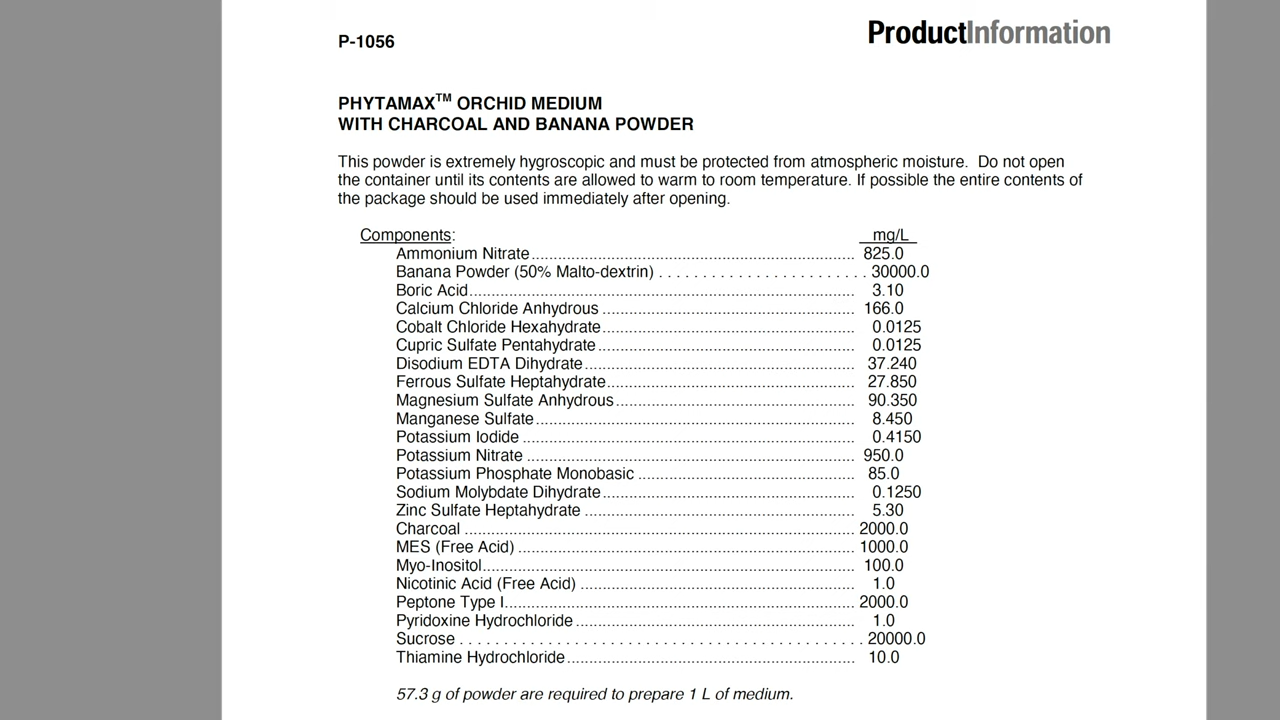 P-1056
ProductInformation
PHYTAMAX™ ORCHID MEDIUM
WITH CHARCOAL AND BANANA POWDER
This powder is extremely hygroscopic and must be protected from atmospheric moisture. Do not open
the container until its contents are allowed to warm to room temperature. If possible the entire contents of
the package should be used immediately after opening.
Components: mg/L
Ammonium Nitrate 825.0
Banana Powder (50% Malto-dextrin) 30000.0
Boric Acid 3.10
Calcium Chloride Anhydrous 166.0
Cobalt Chloride Hexahydrate 0.0125
Cupric Sulfate Pentahydrate 0.0125
Disodium EDTA Dihydrate 37.240
Ferrous Sulfate Heptahydrate 27.850
Magnesium Sulfate Anhydrous 90.350
Manganese Sulfate 8.450
Potassium Iodide 0.4150
Potassium Nitrate 950.0
Potassium Phosphate Monobasic 85.0
Sodium Molybdate Dihydrate 0.1250
Zinc Sulfate Heptahydrate 5.30
Charcoal 2000.0
MES (Free Acid) 1000.0
Myo-Inositol 100.0
Nicotinic Acid (Free Acid) 1.0
Peptone Type I 2000.0
Pyridoxine Hydrochloride 1.0
Sucrose 20000.0
Thiamine Hydrochloride 10.0
57.3 g of powder are required to prepare 1 L of medium.